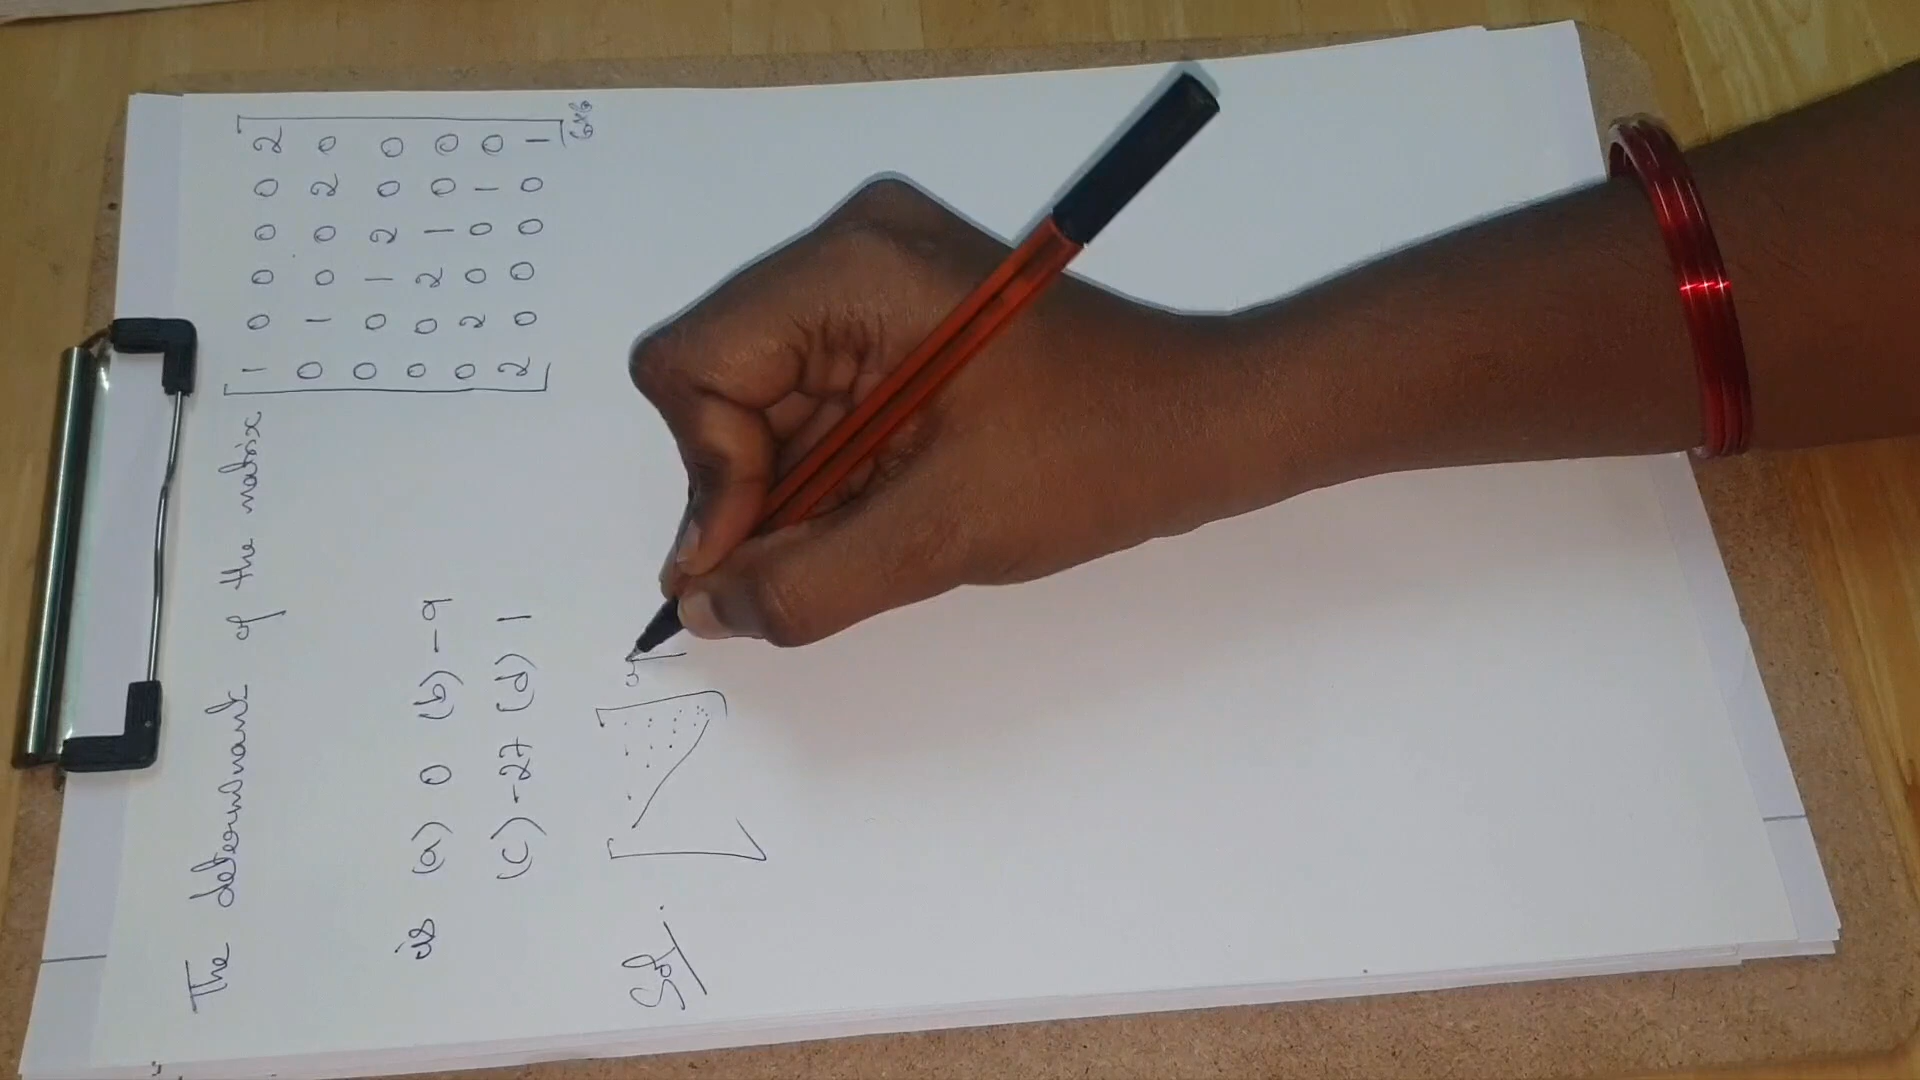 The determinant of the matrix
1 0 0 0 0 2
0 1 0 0 2 0
0 0 1 2 0 0
0 0 2 1 0 0
0 2 0 0 1 0
2 0 0 0 0 1
6x6
is (a) 0 (b) -9
(c) -27 (d) 1
Sol.